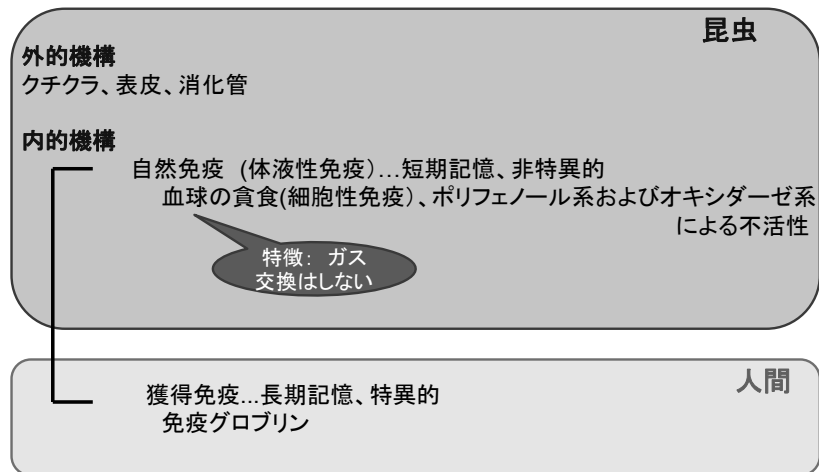 昆虫
外的機構
クチクラ、表皮、消化管
内的機構
自然免疫 (体液性免疫)…短期記憶、非特異的
血球の貪食(細胞性免疫)、ポリフェノール系およびオキシダーゼ系
による不活性
特徴： ガス
交換はしない
人間
獲得免疫…長期記憶、特異的
免疫グロブリン